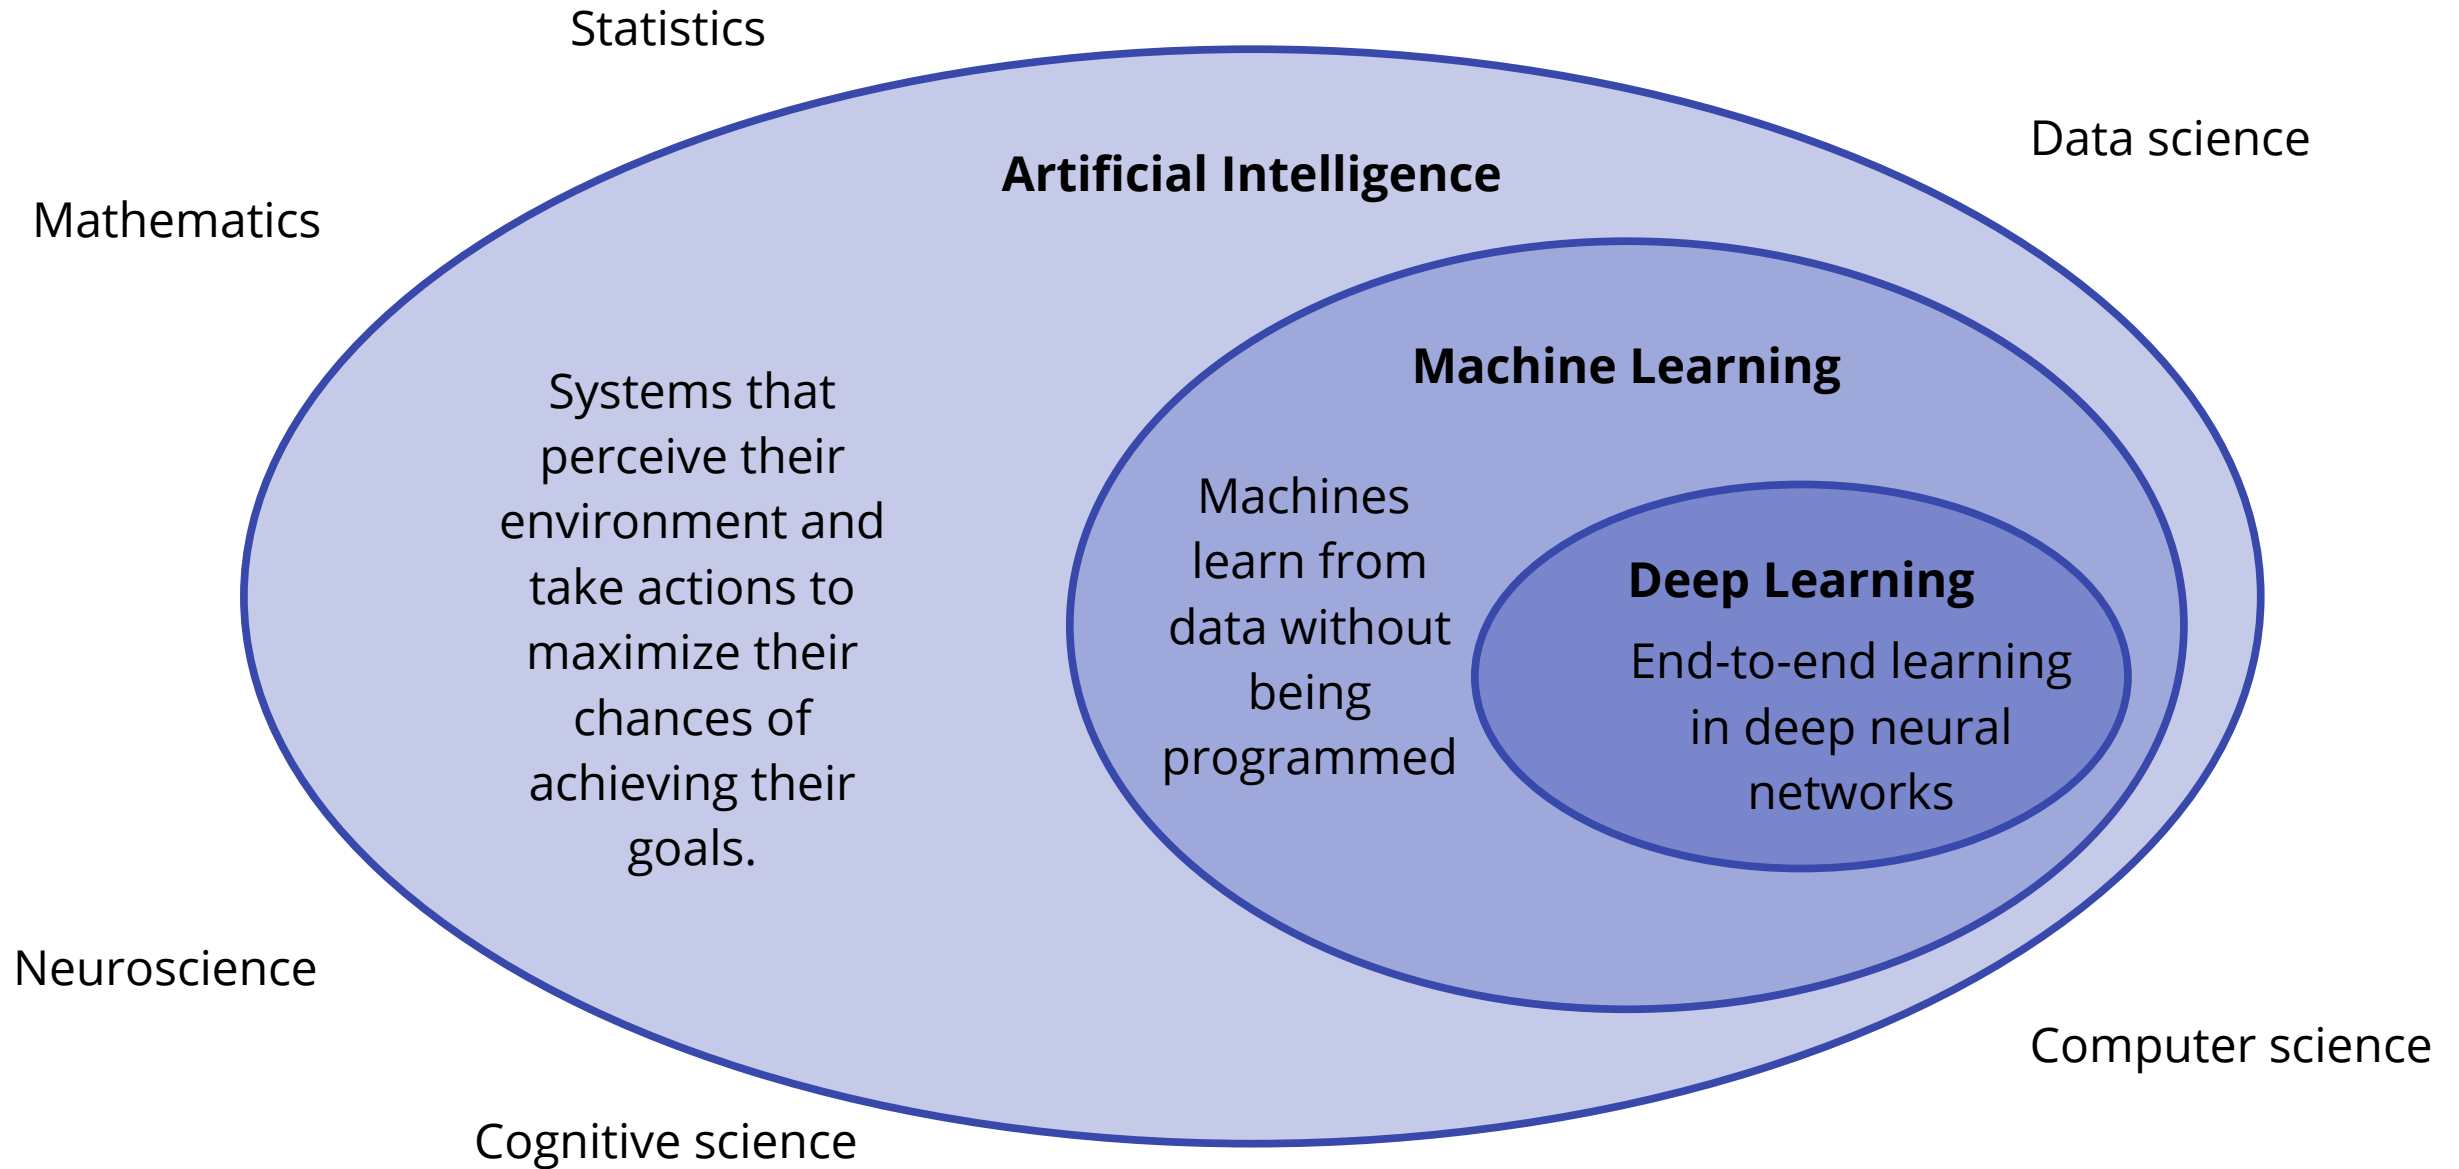 Statistics
Data science
Artificial Intelligence
Mathematics
Systems that
perceive their
environment and
take actions to
maximize their
chances of
achieving their
goals.
Machine Learning
Machines
learn from
data without
being
programmed
Deep Learning
End-to-end learning
in deep neural
networks
Neuroscience
Computer science
Cognitive science